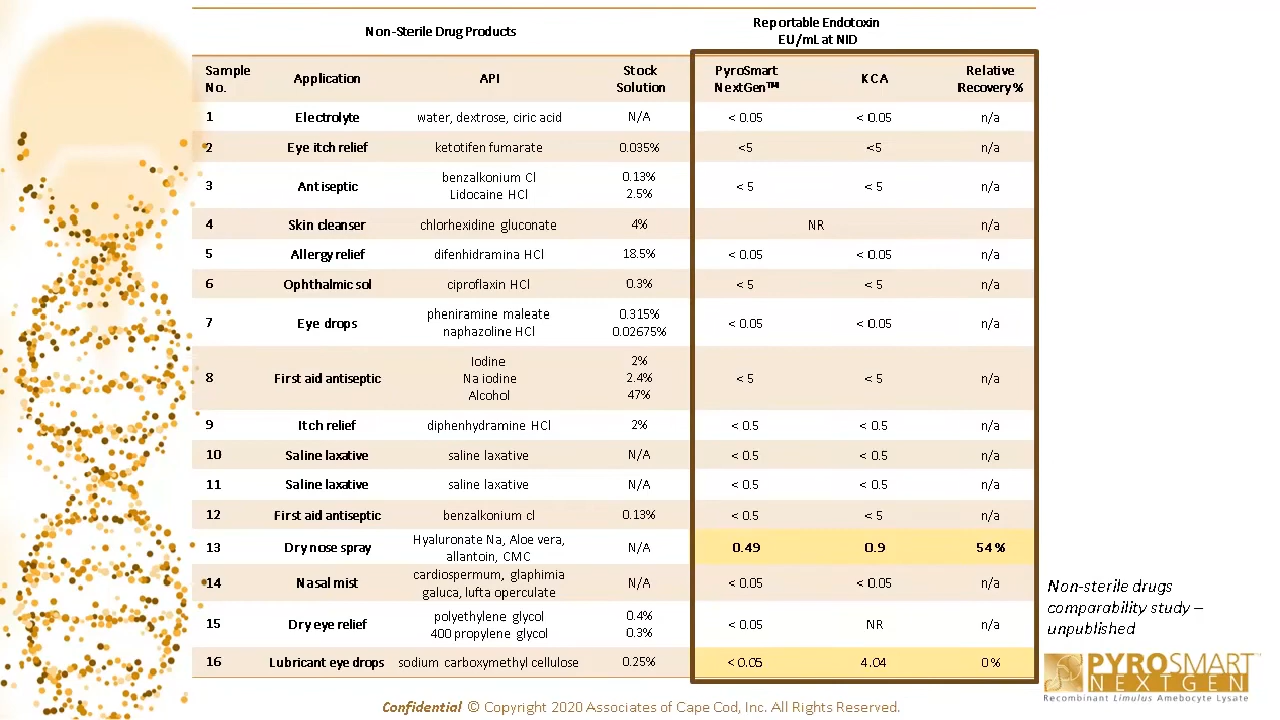 Non-Sterile Drug Products
Reportable Endotoxin
EU/mL at NID
Sample No. Application API Stock Solution PyroSmart NextGen™ KCA Relative Recovery %
1 Electrolyte water, dextrose, ciric acid N/A < 0.05 < 0.05 n/a
2 Eye itch relief ketotifen fumarate 0.035% <5 <5 n/a
3 Antiseptic benzalkonium Cl 0.13% < 5 < 5 n/a
Lidocaine HCl 2.5%
4 Skin cleanser chlorhexidine gluconate 4% NR n/a
5 Allergy relief difenhidramina HCl 18.5% < 0.05 < 0.05 n/a
6 Ophthalmic sol ciproflaxin HCl 0.3% < 5 < 5 n/a
7 Eye drops pheniramine maleate 0.315% < 0.05 < 0.05 n/a
naphazoline HCl 0.02675%
8 First aid antiseptic Iodine 2% < 5 < 5 n/a
Na iodine 2.4%
Alcohol 47%
9 Itch relief diphenhydramine HCl 2% < 0.5 < 0.5 n/a
10 Saline laxative saline laxative N/A < 0.5 < 0.5 n/a
11 Saline laxative saline laxative N/A < 0.5 < 0.5 n/a
12 First aid antiseptic benzalkonium cl 0.13% < 0.5 < 5 n/a
13 Dry nose spray Hyaluronate Na, Aloe vera, N/A 0.49 0.9 54%
allantoin, CMC
14 Nasal mist cardiospermum, glaphimia N/A < 0.05 < 0.05 n/a
galuca, lufta operculate
15 Dry eye relief polyethylene glycol 0.4% < 0.05 NR n/a
400 propylene glycol 0.3%
16 Lubricant eye drops sodium carboxymethyl cellulose 0.25% < 0.05 4.04 0%
Non-sterile drugs
comparability study –
unpublished
PYROSMART
NEXTGEN
Recombinant Limulus Amebocyte Lysate
Confidential © Copyright 2020 Associates of Cape Cod, Inc. All Rights Reserved.